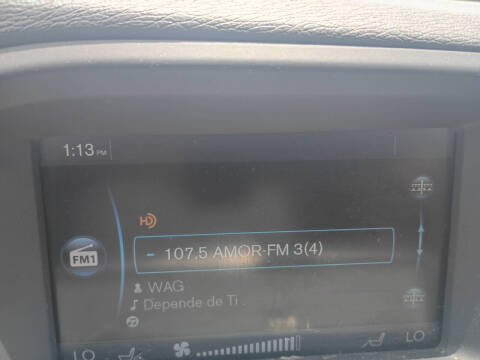 1:13 PM
HD
FM1
107.5 AMOR-FM 3(4)
WAG
Depende de Ti
LO
LO